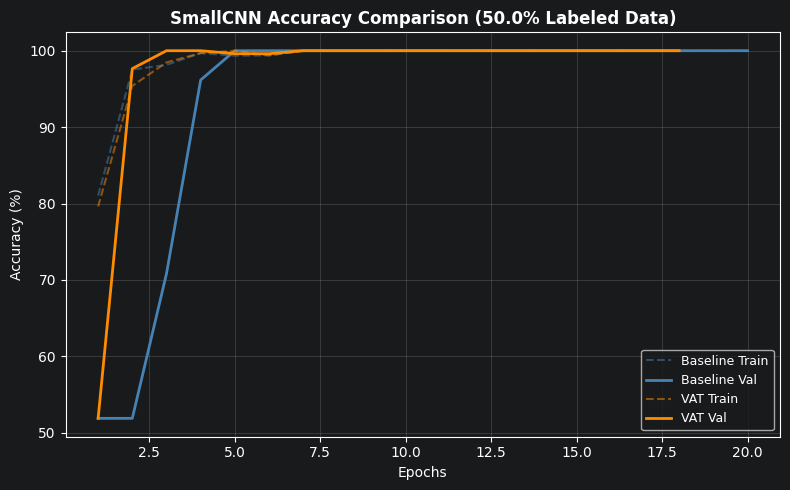 SmallCNN Accuracy Comparison (50.0% Labeled Data)
100
90
80
70
60
50
Accuracy (%)
2.5 5.0 7.5 10.0 12.5 15.0 17.5 20.0
Epochs
Baseline Train
Baseline Val
VAT Train
VAT Val